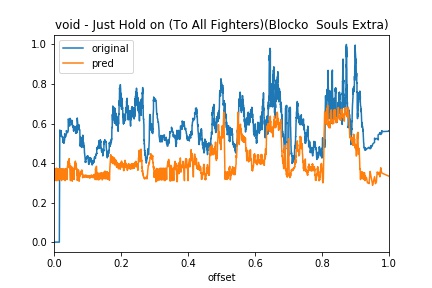 void - Just Hold on (To All Fighters)(Blocko  Souls Extra)
original
pred
1.0
0.8
0.6
0.4
0.2
0.0
0.0 0.2 0.4 0.6 0.8 1.0
offset